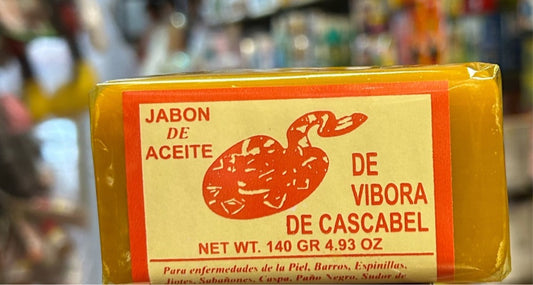 JABON
DE
ACEITE
DE
VIBORA
DE CASCABEL
NET WT. 140 GR 4.93 OZ
Para enfermedades de la Piel, Barros, Espinillas,
Jiotes, Sabañones, Caspa, Paño Negro, Sudor de